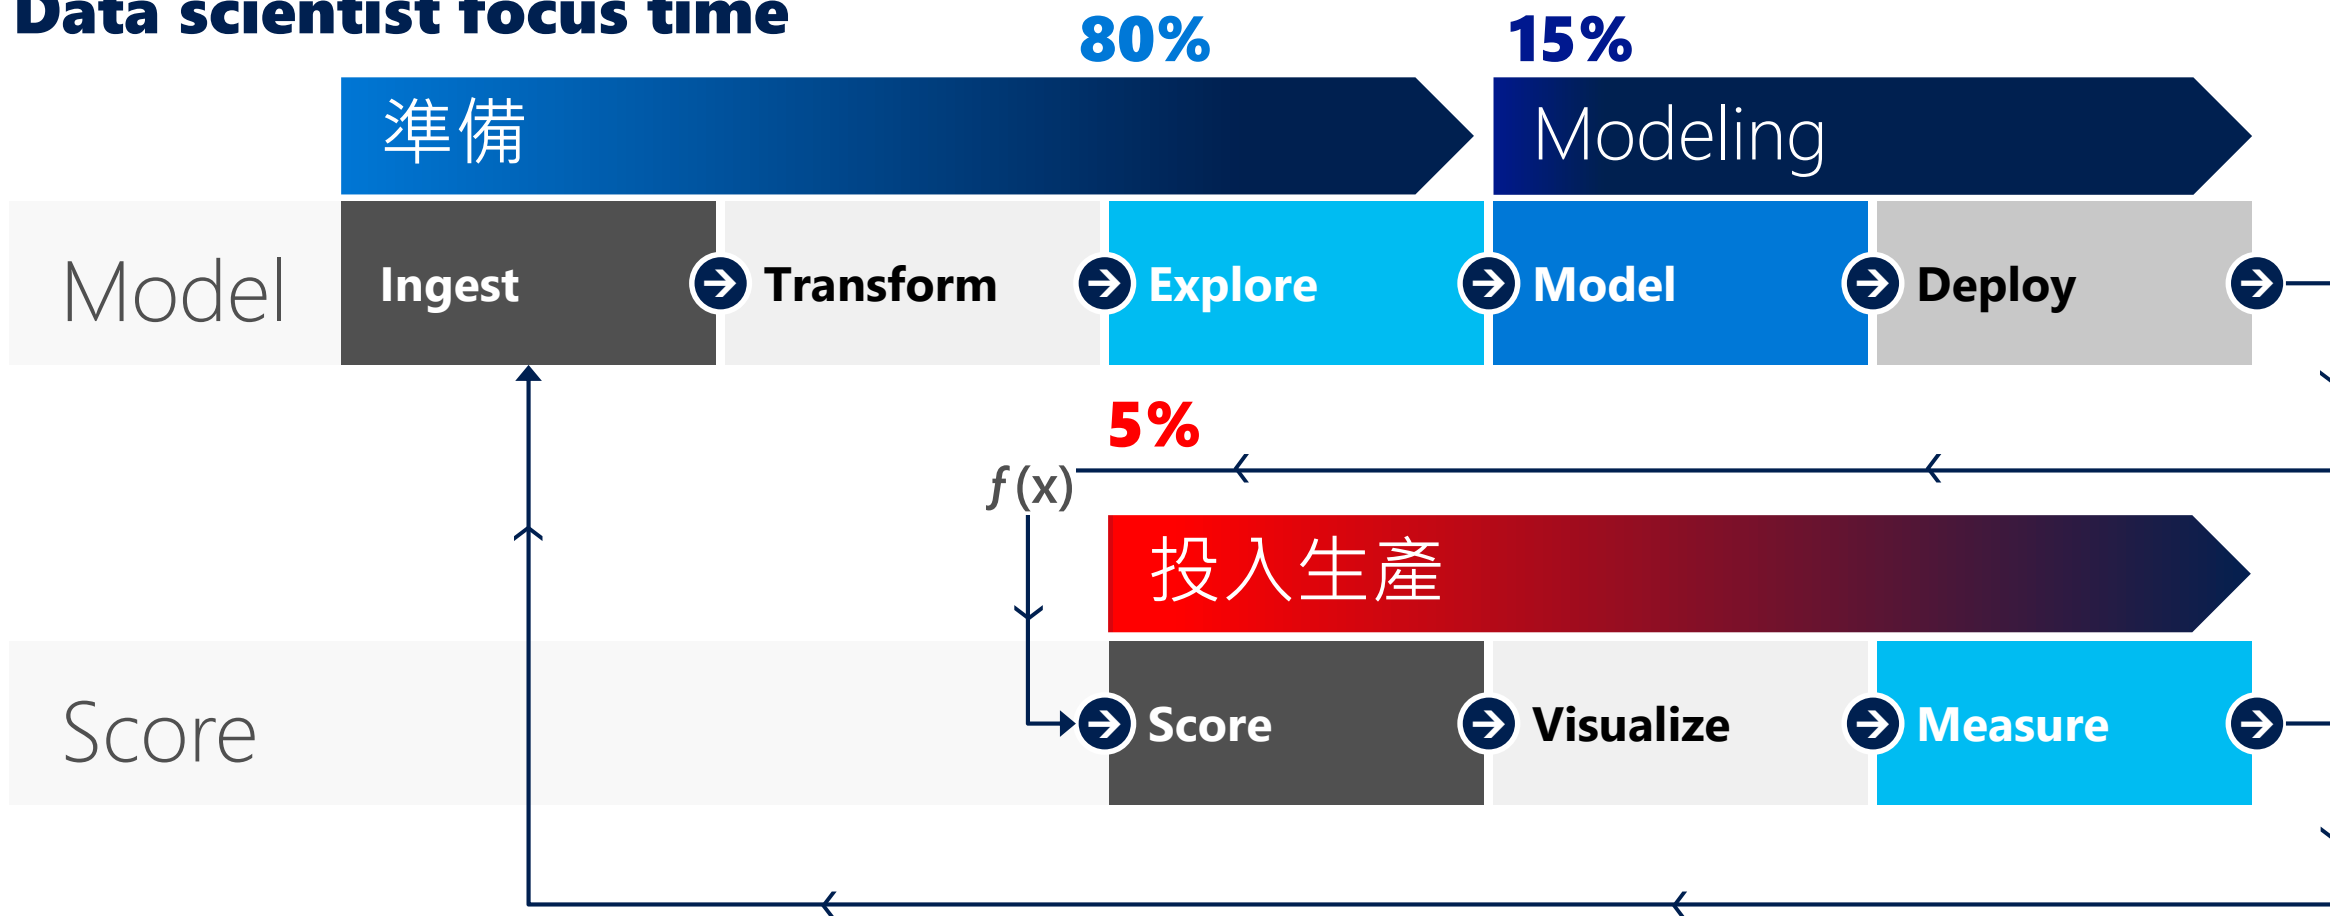 Data scientist focus time
80%
15%
準備
Modeling
Model
Ingest
Transform
Explore
Model
Deploy
5%
f(x)
投入生產
Score
Score
Visualize
Measure